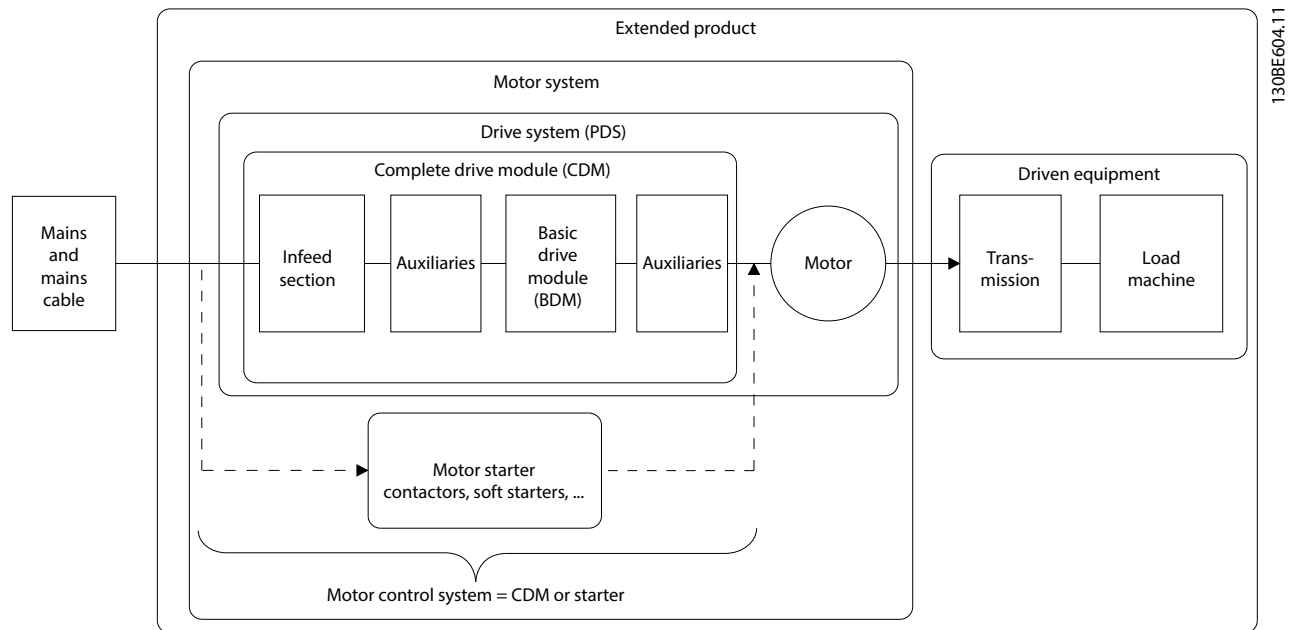 Extended product
130BE604.11
Motor system
Drive system (PDS)
Complete drive module (CDM)
Driven equipment
Mains
and
mains
cable
Infeed
section
Auxiliaries
Basic
drive
module
(BDM)
Auxiliaries
Motor
Trans-
mission
Load
machine
Motor starter
contactors, soft starters, ...
Motor control system = CDM or starter